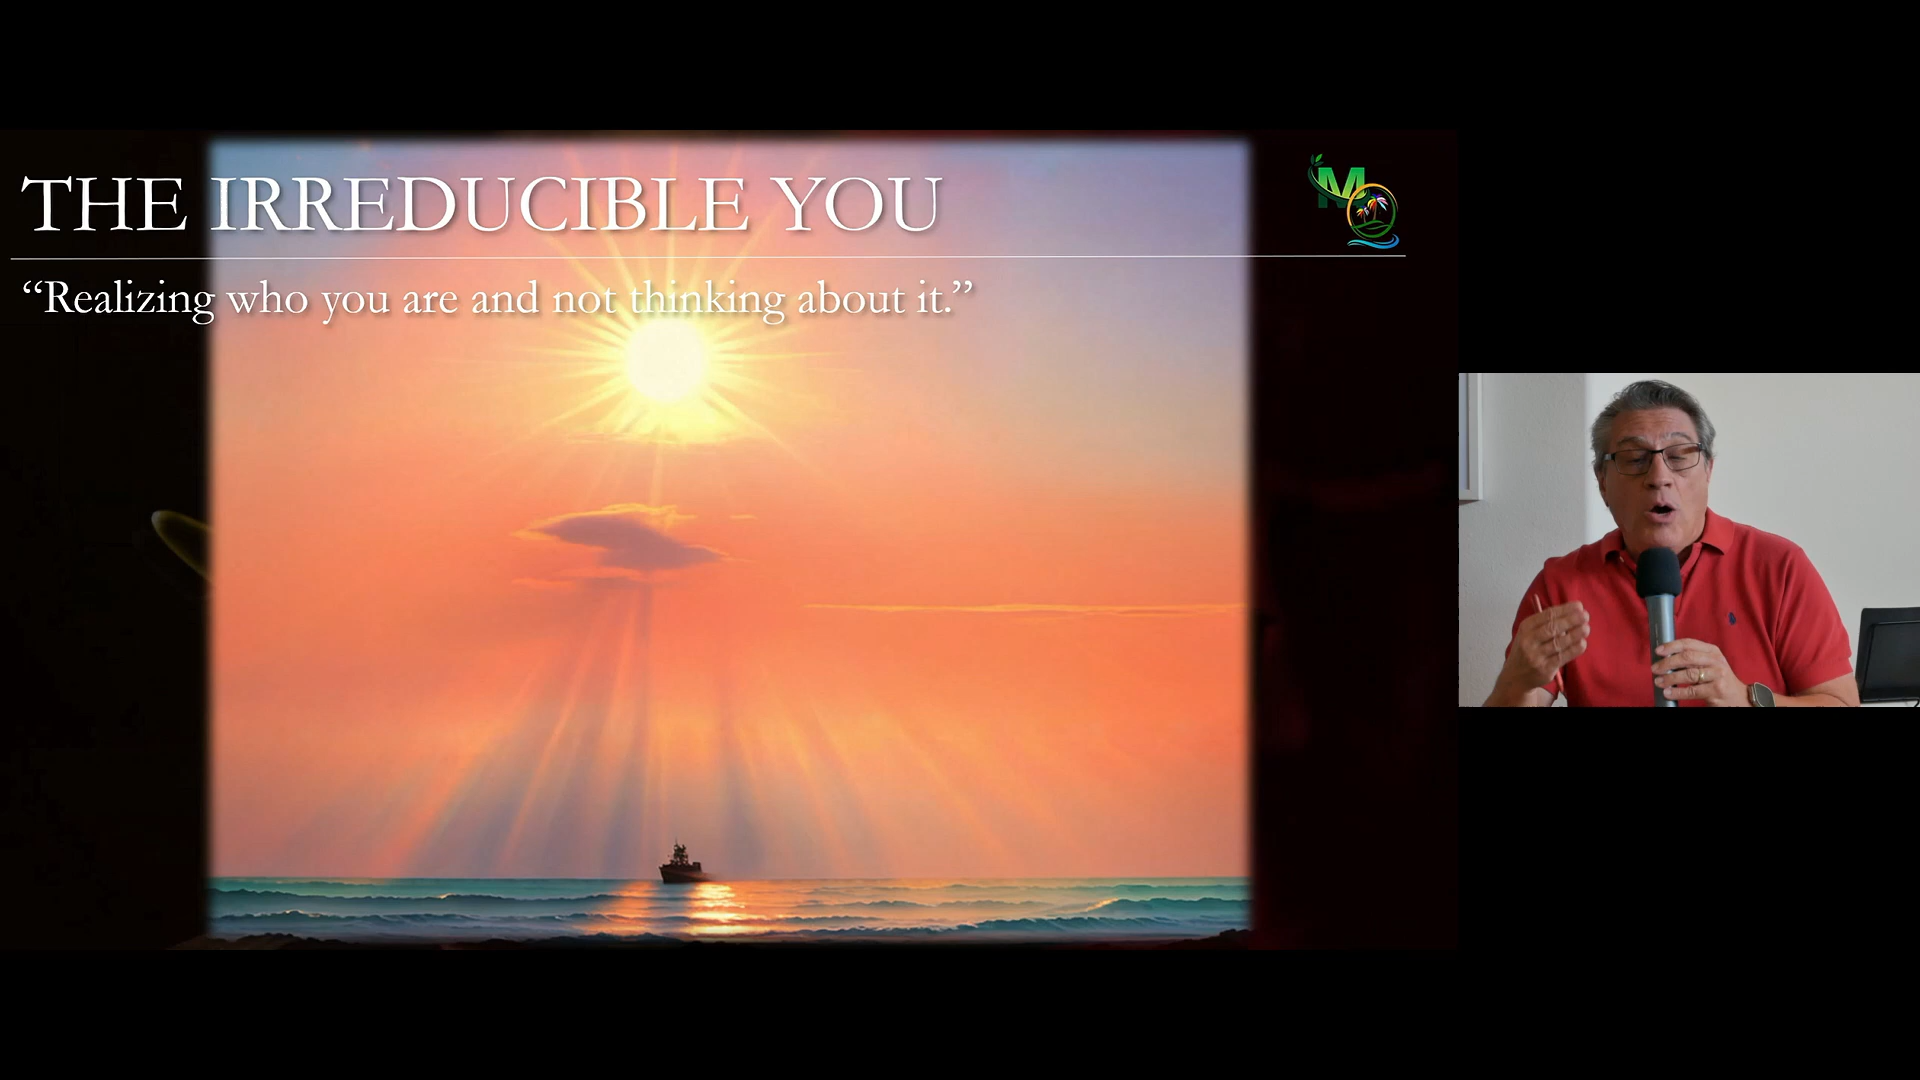 THE IRREDUCIBLE YOU
“Realizing who you are and not thinking about it.”
M